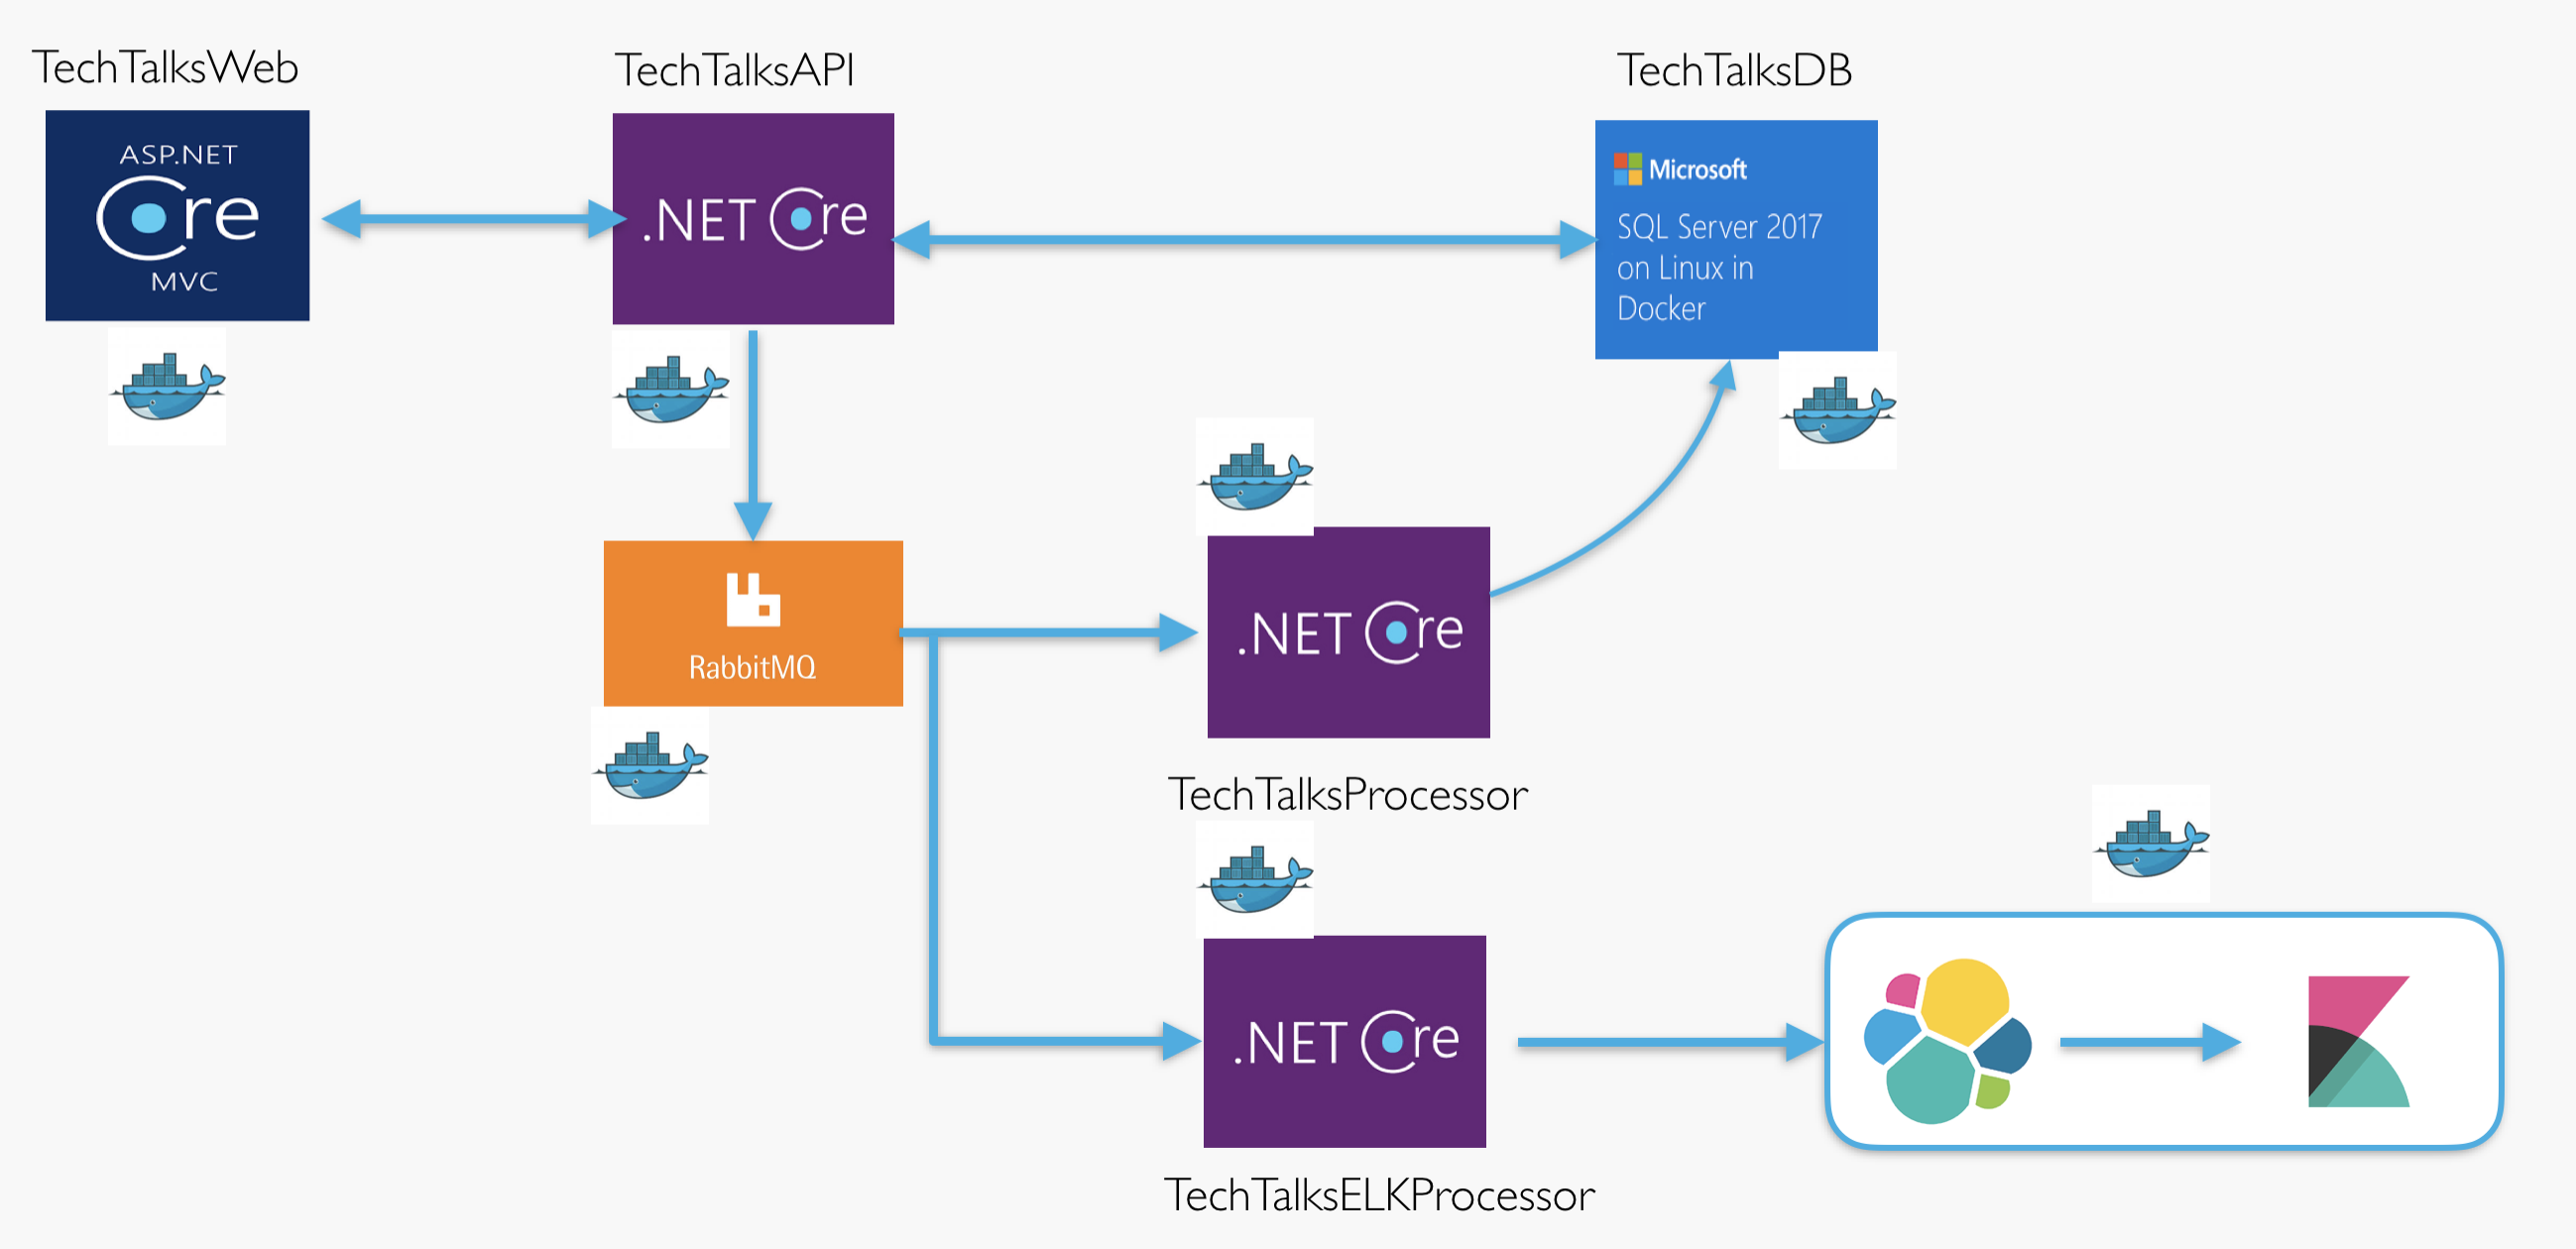 TechTalksWeb
TechTalksAPI
TechTalksDB
ASP.NET
Core
MVC
.NET Core
Microsoft
SQL Server 2017
on Linux in
Docker
RabbitMQ
.NET Core
TechTalksProcessor
.NET Core
TechTalksELKProcessor